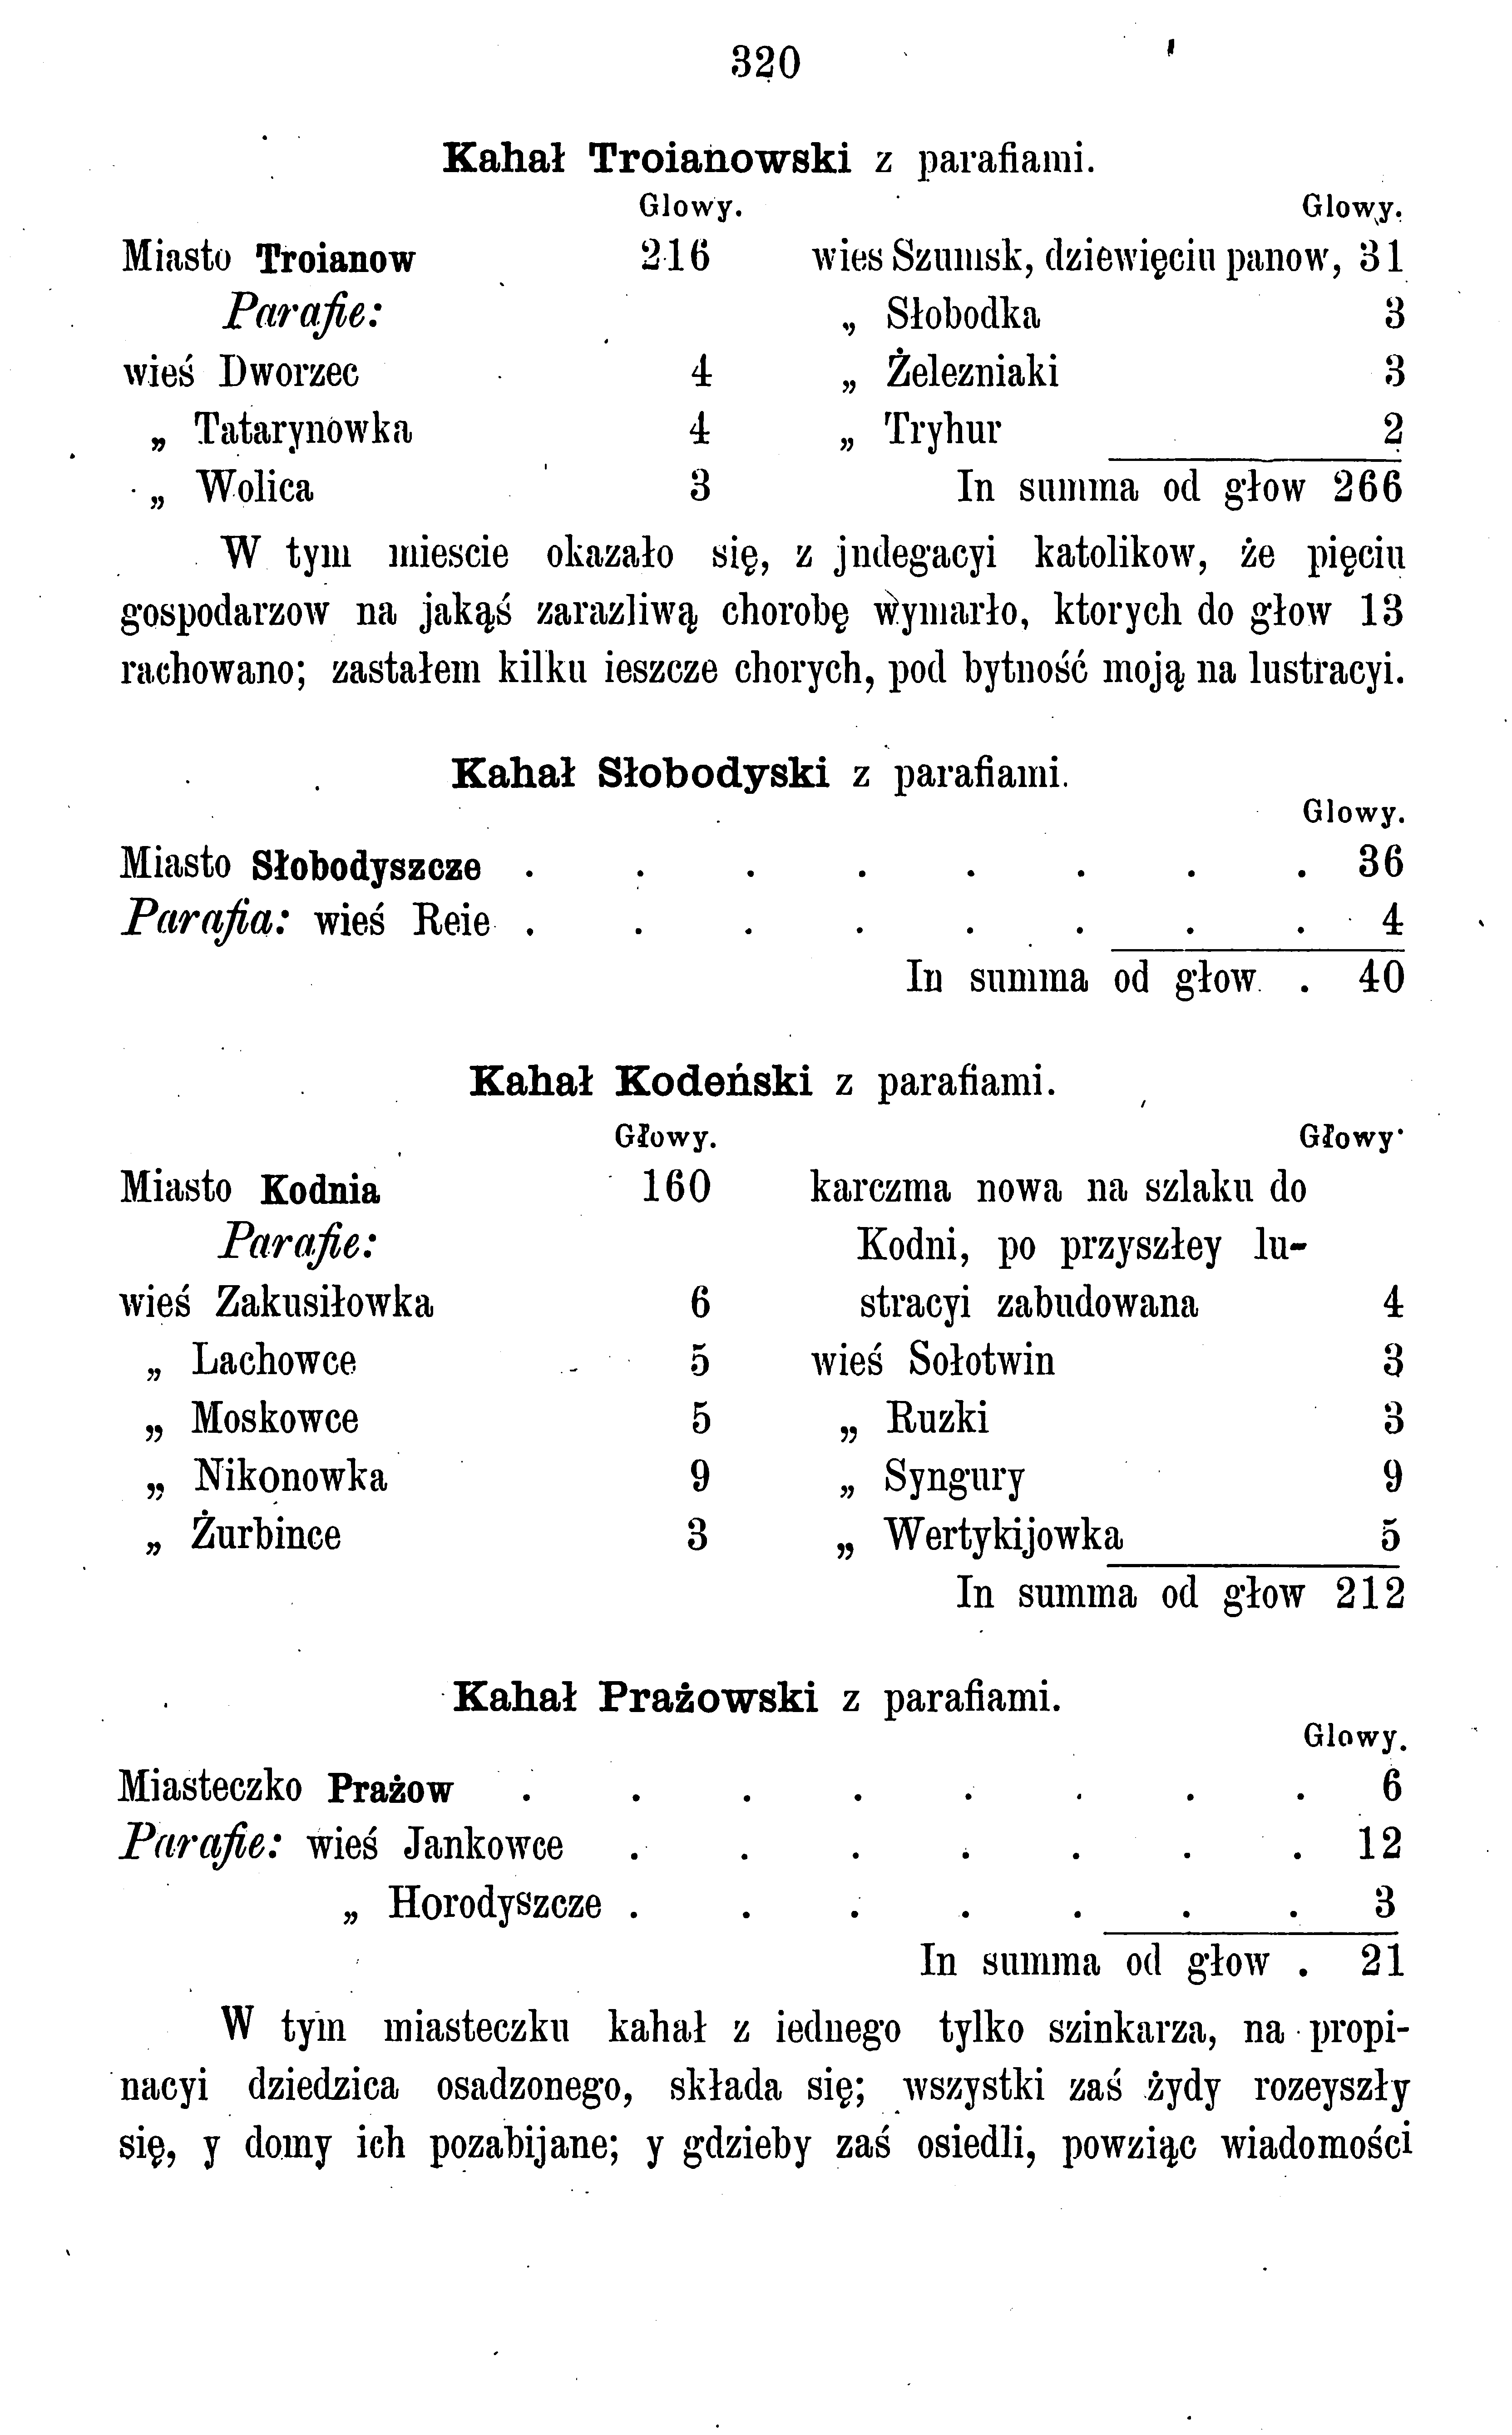 320
Kahał Troianowski z parafiami.
Glowy.
Miasto Troianow 216
Parafie:
wieś Dworzec 4
„ Tatarynowka 4
„ Wolica 3
Glowy.
wies Szumsk, dziewięciu panow, 31
„ Słobodka 3
„ Żelezniaki 3
„ Tryhur 2
In summa od głow 266
W tym miescie okazało się, z jndegacyi katolikow, że pięciu
gospodarzow na jakąś zarazliwą chorobę wymarło, ktorych do głow 13
rachowano; zastałem kilku ieszcze chorych, pod bytność moją na lustracyi.
Kahał Słobodyski z parafiami.
Glowy.
Miasto Słobodyszcze . . . . . . . . 36
Parafia: wieś Reie . . . . . . . . 4
In summa od głow . 40
Kahał Kodeński z parafiami.
Głowy.
Miasto Kodnia 160
Parafie:
wieś Zakusiłowka 6
„ Lachowce 5
„ Moskowce 5
„ Nikonowka 9
„ Żurbince 3
Głowy.
karczma nowa na szlaku do
Kodni, po przyszłey lu-
stracyi zabudowana 4
wieś Sołotwin 3
„ Ruzki 3
„ Syngury 9
„ Wertykijowka 5
In summa od głow 212
Kahał Prażowski z parafiami.
Glowy.
Miasteczko Prażow . . . . . . . . 6
Parafie: wieś Jankowce . . . . . . . 12
„ Horodyszcze . . . . . . . 3
In summa od głow . 21
W tym miasteczku kahał z iednego tylko szinkarza, na propi-
nacyi dziedzica osadzonego, składa się; wszystki zaś żydy rozeyszły
się, y domy ich pozabijane; y gdzieby zaś osiedli, powziąc wiadomości